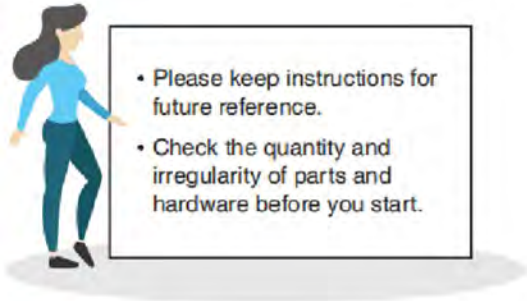 • Please keep instructions for
future reference.
• Check the quantity and
irregularity of parts and
hardware before you start.